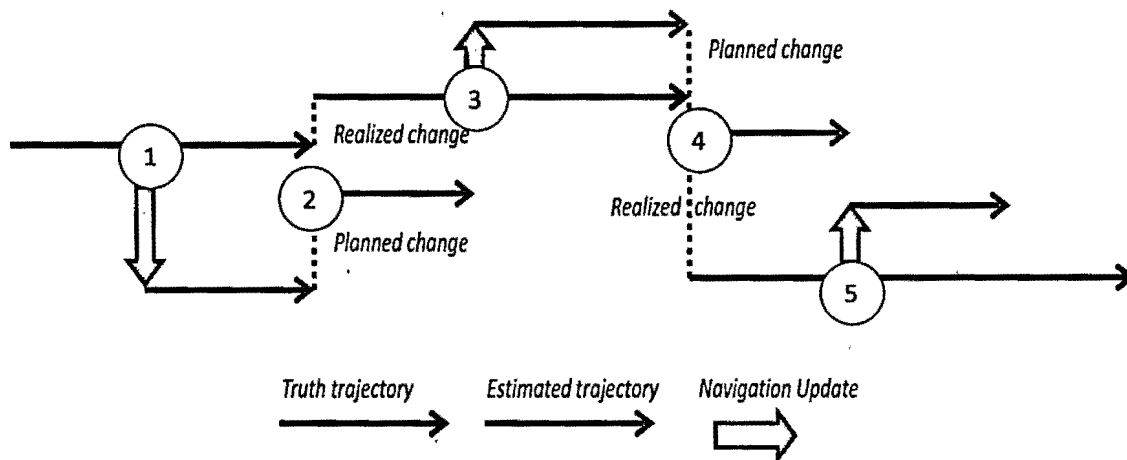 Planned change
3
Realized change
1
4
2
Planned change
Realized change
5
Truth trajectory
Estimated trajectory
Navigation Update